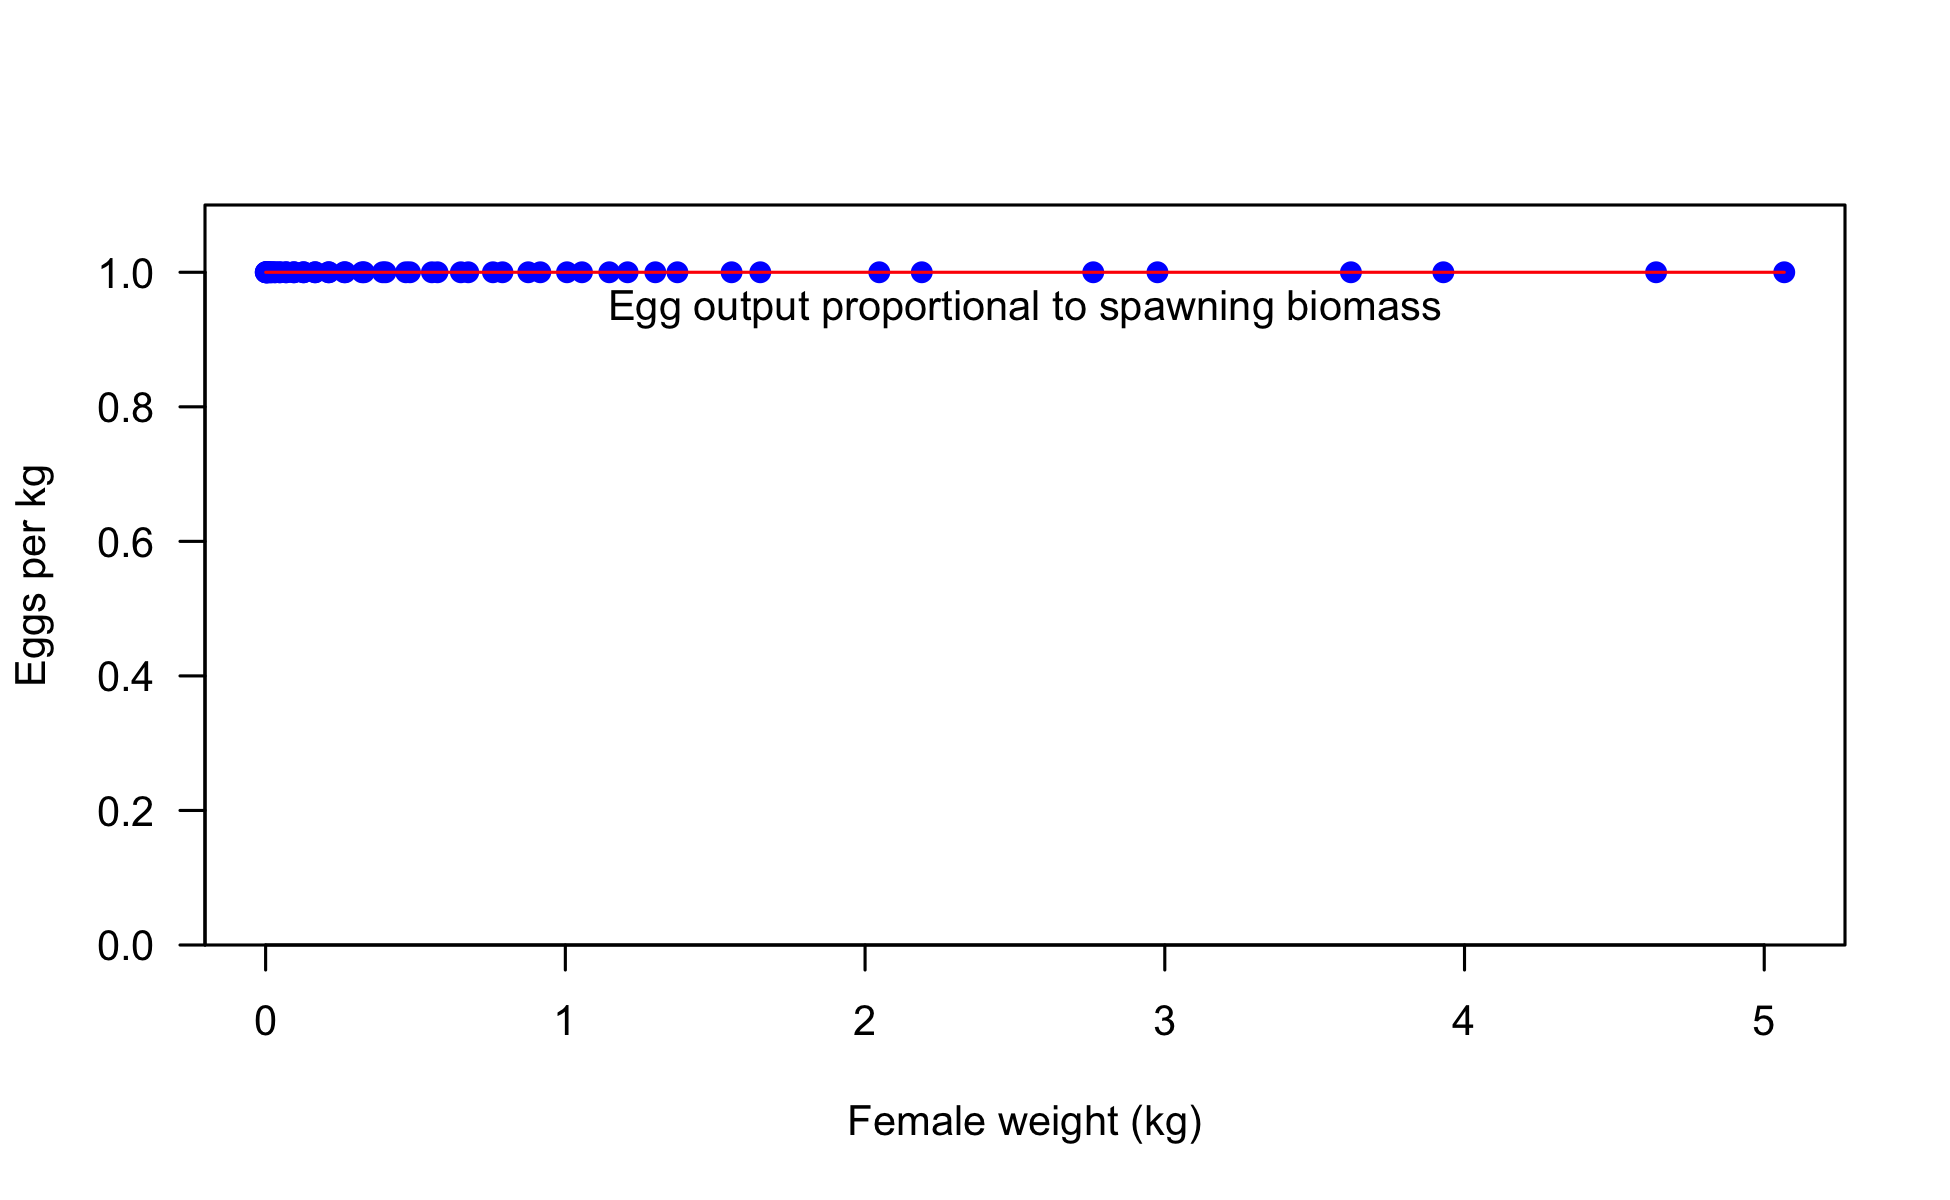 1.0
Egg output proportional to spawning biomass
0.8
0.6
0.4
0.2
0.0
Eggs per kg
0 1 2 3 4 5
Female weight (kg)